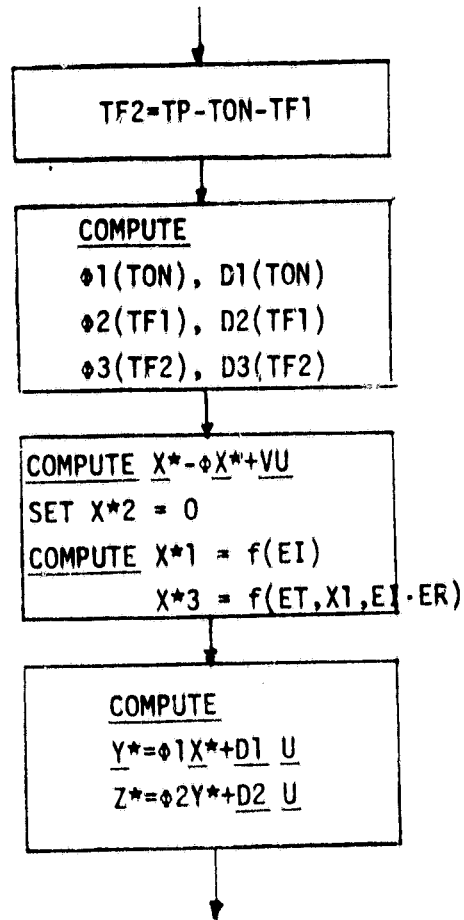 TF2=TP-TON-TF1
COMPUTE
Φ1(TON), D1(TON)
Φ2(TF1), D2(TF1)
Φ3(TF2), D3(TF2)
COMPUTE X*-ΦX*+VU
SET X*2 = 0
COMPUTE X*1 = f(EI)
X*3 = f(ET,X1,EI·ER)
COMPUTE
Y*=Φ1X*+D1 U
Z*=Φ2Y*+D2 U